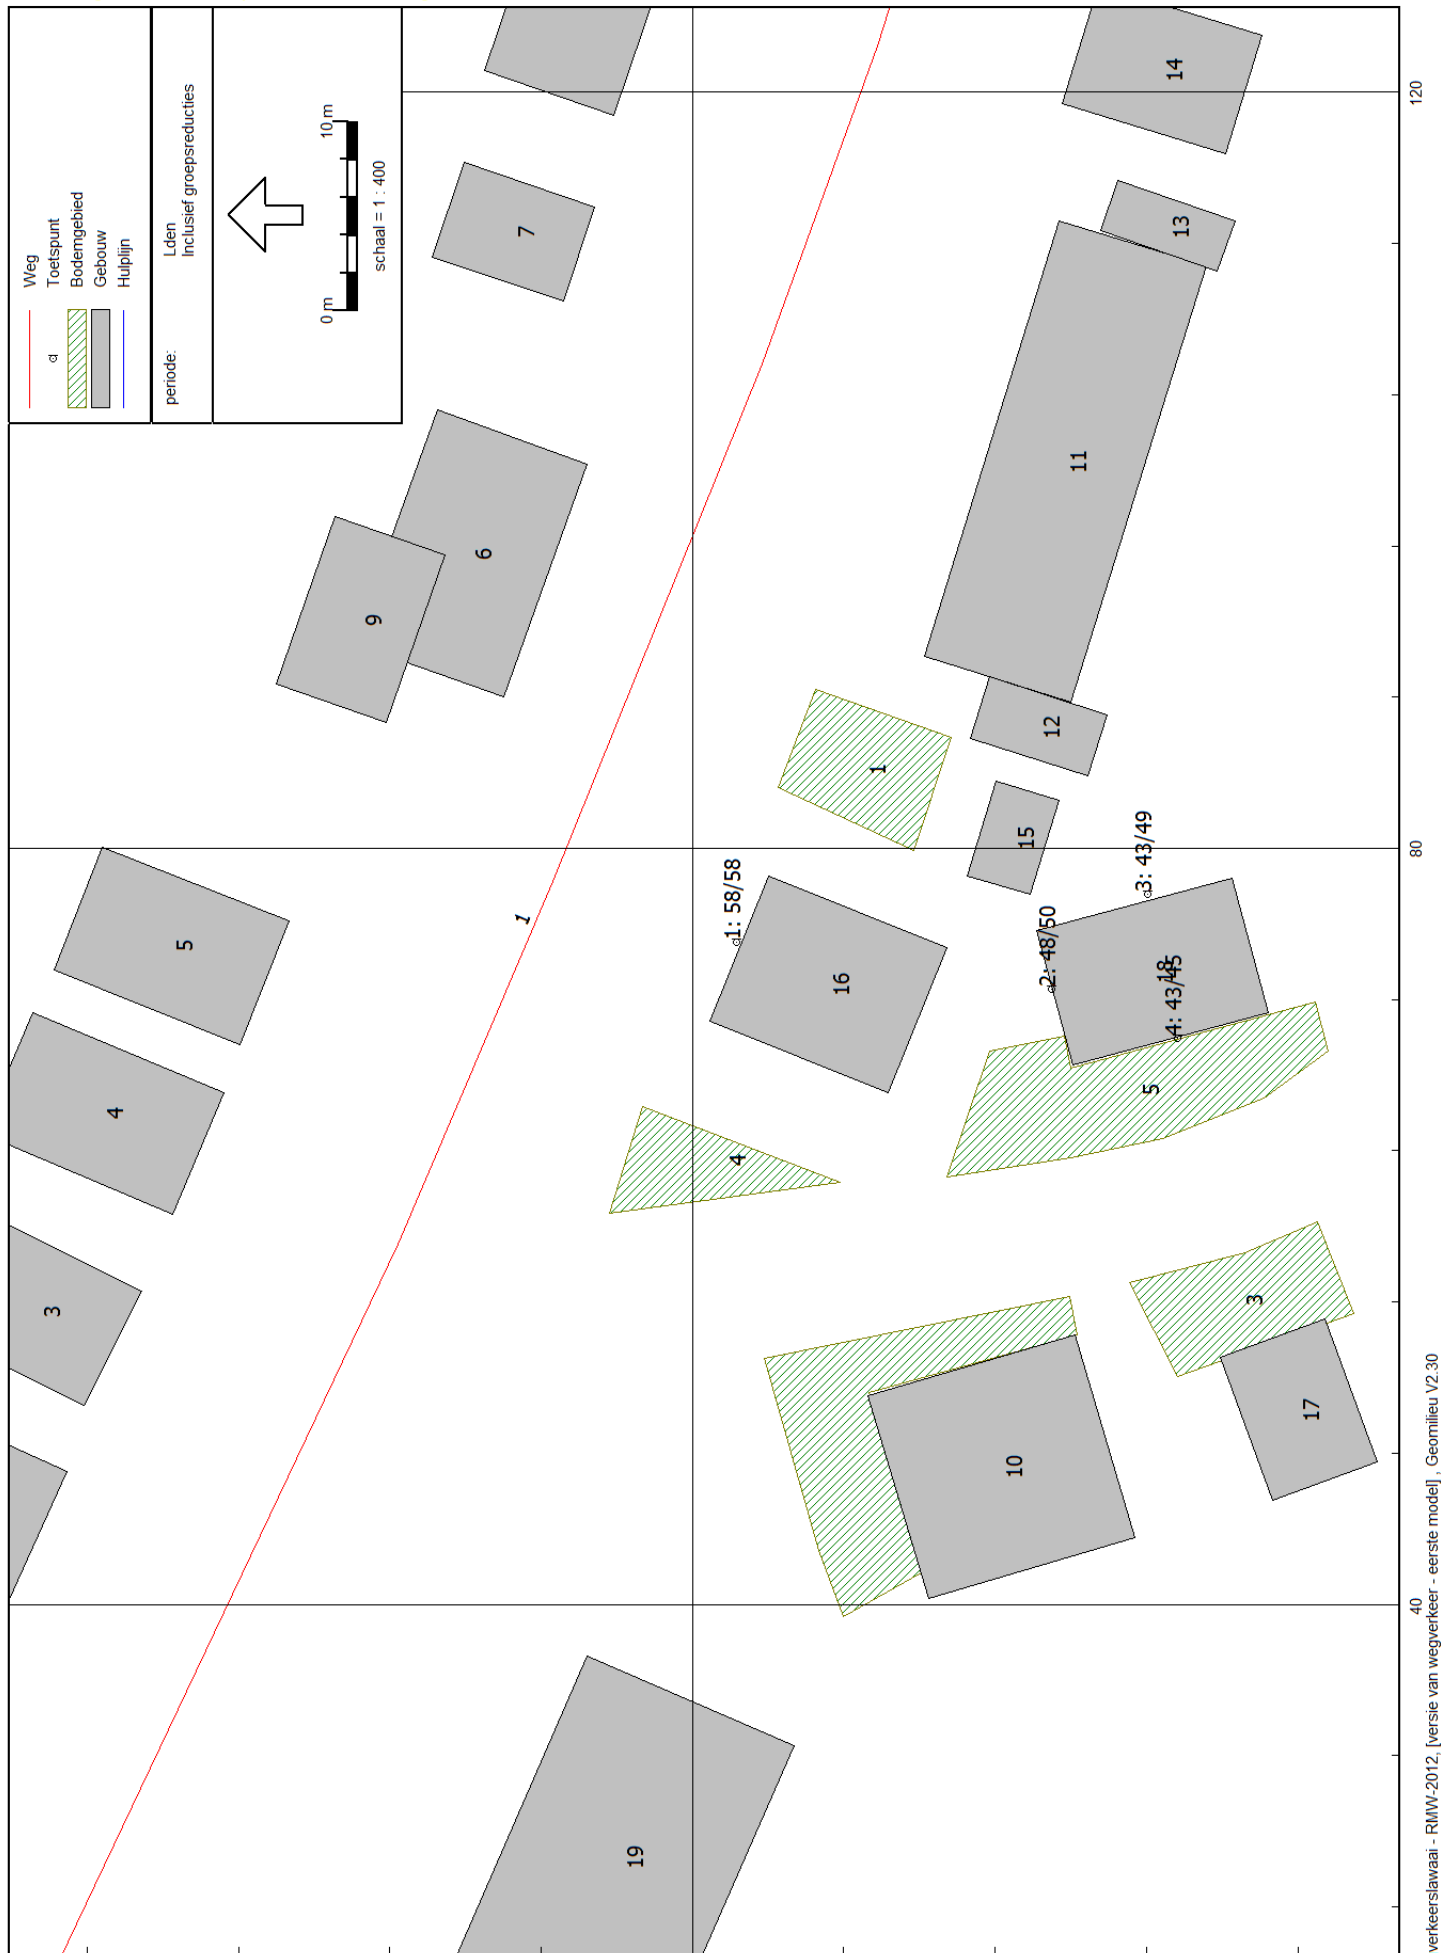 Weg
Toetspunt
Bodemgebied
Gebouw
Hulplijn
periode:
Lden
Inclusief groepsreducties
0 m
10 m
schaal = 1 : 400
14
7
13
11
6
9
12
1
15
3: 43/49
1: 58/58
5
1
16
2: 48/50
18
4: 43/45
4
5
4
3
3
10
17
19
120
80
40
verkeerslawaai - RMW-2012, [versie van wegverkeer - eerste model] , Geomilieu V2.30